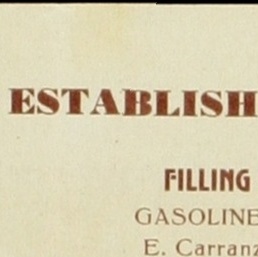 ESTABLISH
FILLING
GASOLINE
E. Carranz